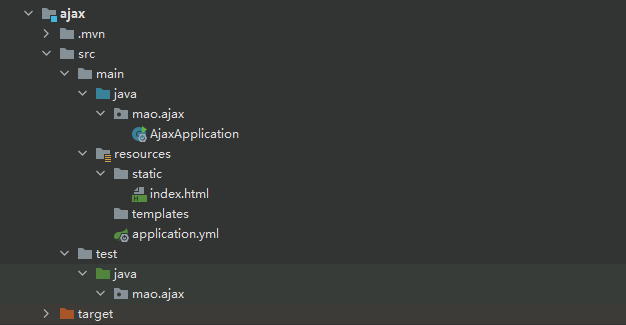 ajax
.mvn
src
main
java
mao.ajax
AjaxApplication
resources
static
index.html
templates
application.yml
test
java
mao.ajax
target